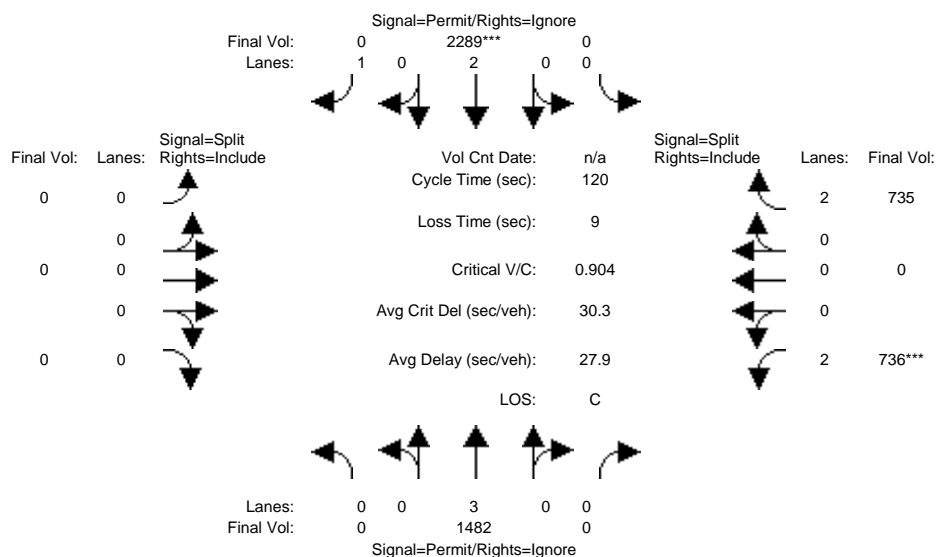 Signal=Permit/Rights=Ignore
Final Vol: 0 2289*** 0
Lanes: 1 0 2 0 0
Signal=Split
Final Vol: Lanes: Rights=Include
Vol Cnt Date: n/a
Signal=Split
Rights=Include Lanes: Final Vol:
Cycle Time (sec): 120
0 0
2 735
Loss Time (sec): 9
0
0
0 0
Critical V/C: 0.904
0 0
0
Avg Crit Del (sec/veh): 30.3
0
0 0
Avg Delay (sec/veh): 27.9
2 736***
LOS: C
Lanes: 0 0 3 0 0
Final Vol: 0 1482 0
Signal=Permit/Rights=Ignore